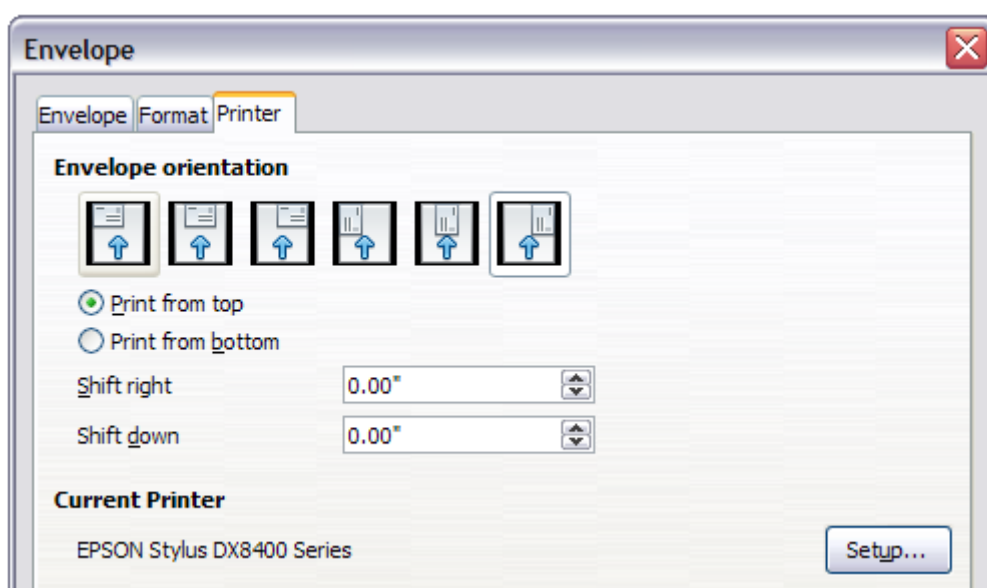 Envelope
Envelope Format Printer
Envelope orientation
Print from top
Print from bottom
Shift right 0.00"
Shift down 0.00"
Current Printer
EPSON Stylus DX8400 Series Setup...